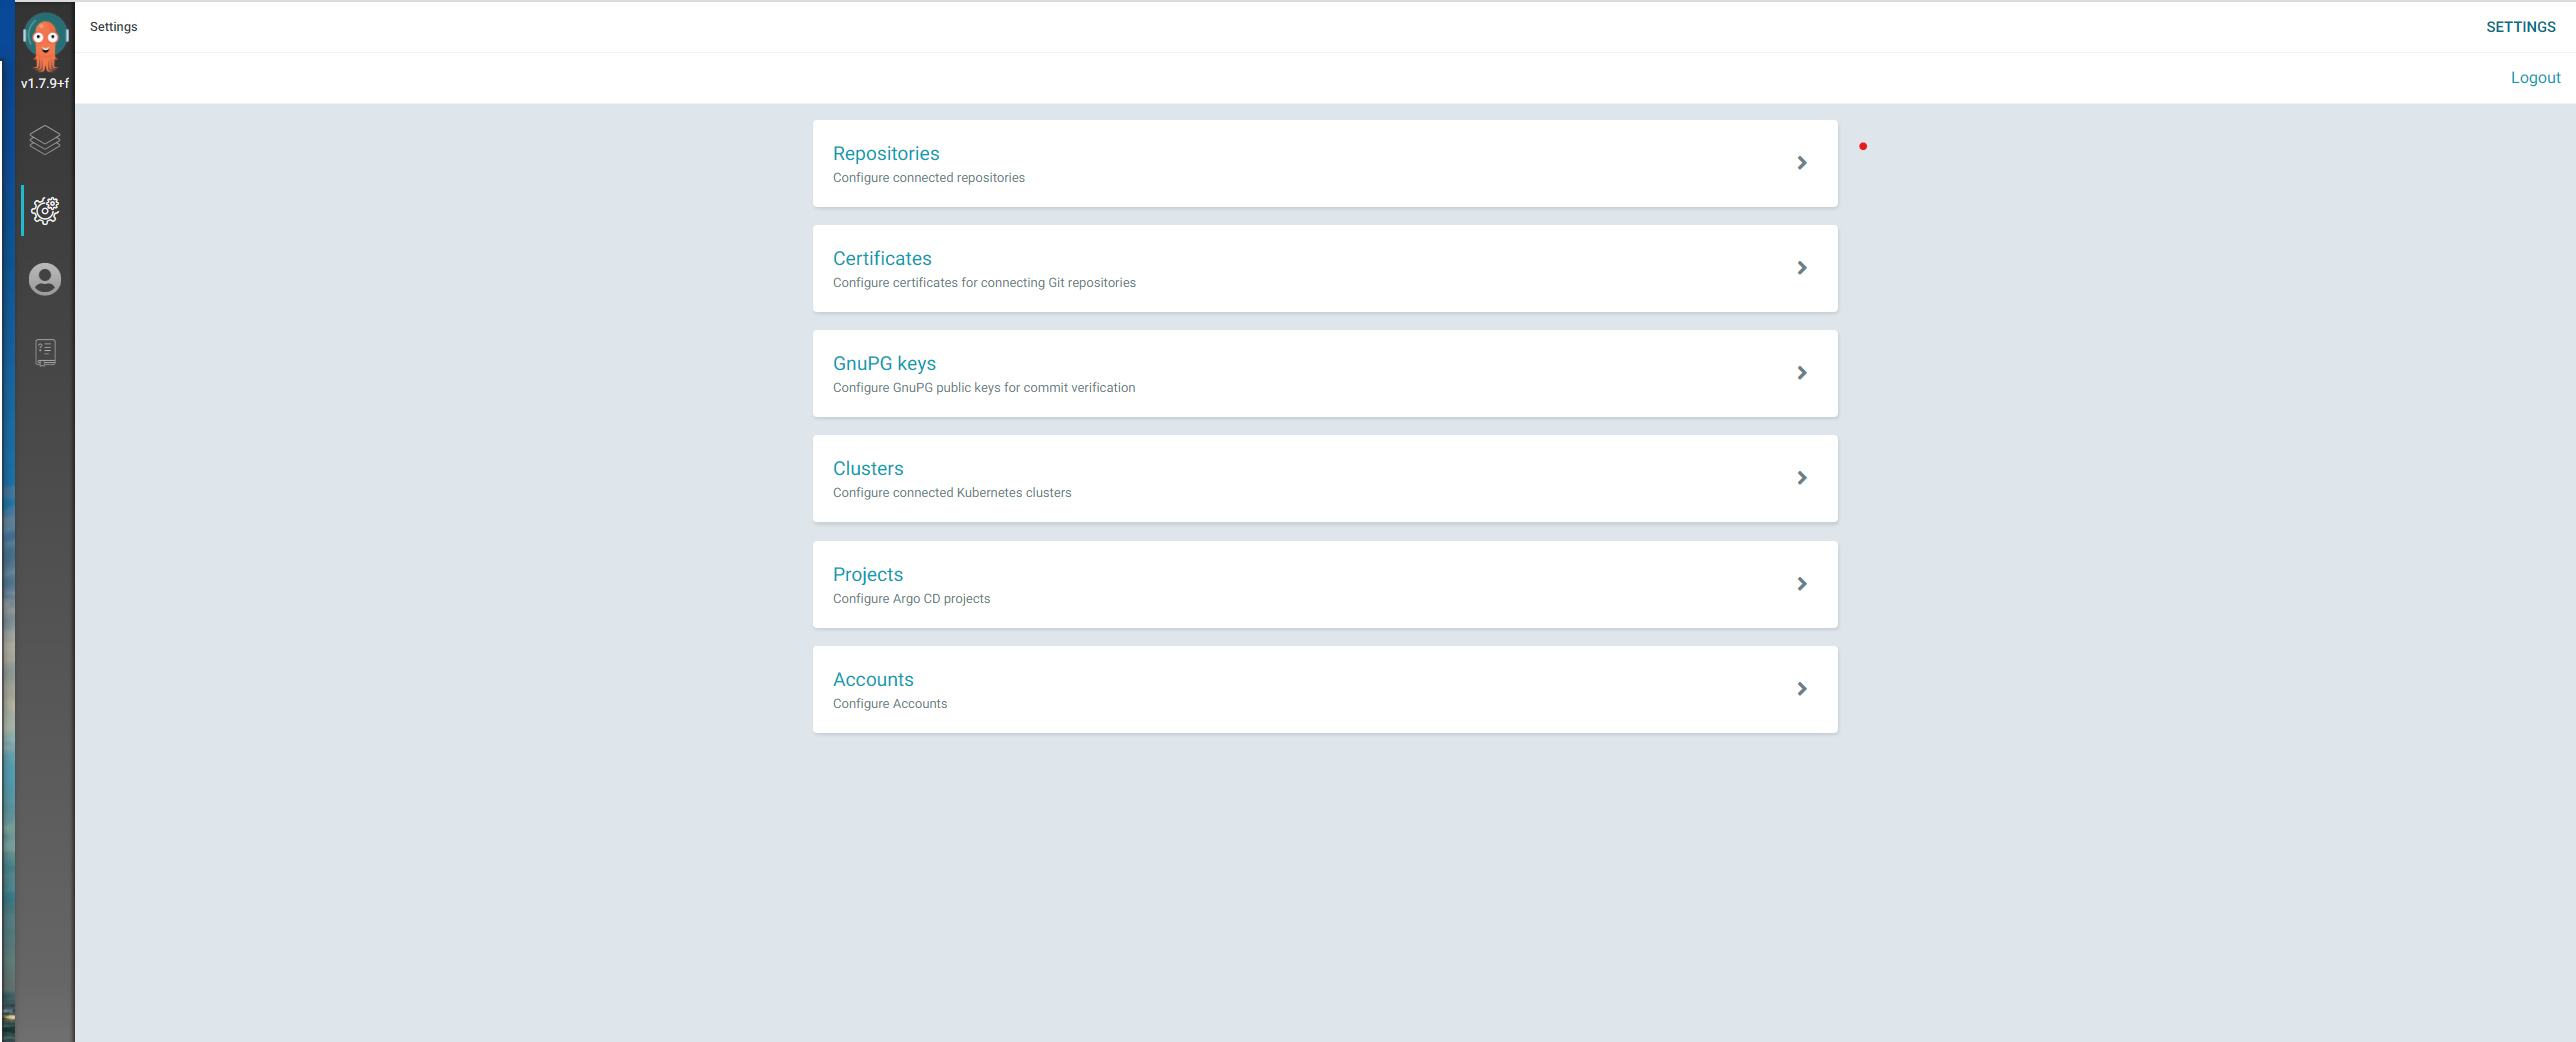 Settings
SETTINGS
v1.7.9+f
Logout
Repositories
Configure connected repositories
Certificates
Configure certificates for connecting Git repositories
GnuPG keys
Configure GnuPG public keys for commit verification
Clusters
Configure connected Kubernetes clusters
Projects
Configure Argo CD projects
Accounts
Configure Accounts